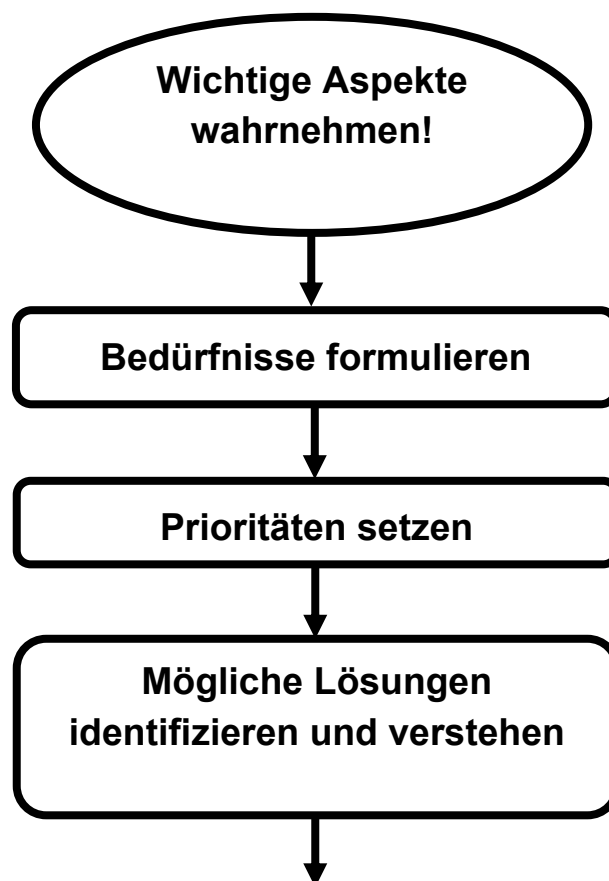 Wichtige Aspekte
wahrnehmen!
Bedürfnisse formulieren
Prioritäten setzen
Mögliche Lösungen
identifizieren und verstehen